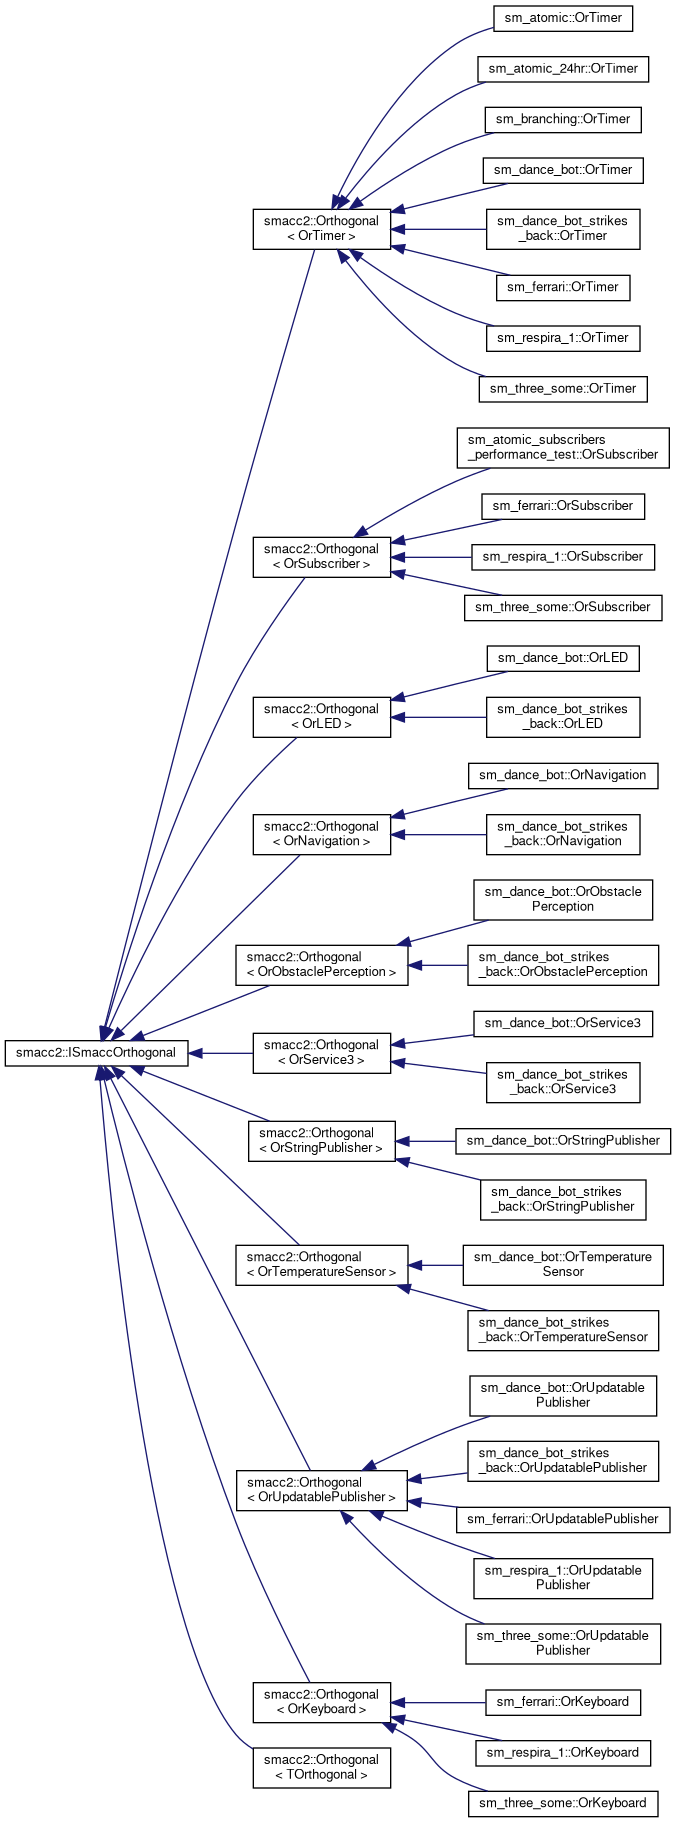 sm_atomic::OrTimer
sm_atomic_24hr::OrTimer
sm_branching::OrTimer
sm_dance_bot::OrTimer
smacc2::Orthogonal
< OrTimer >
sm_dance_bot_strikes
_back::OrTimer
sm_ferrari::OrTimer
sm_respira_1::OrTimer
sm_three_some::OrTimer
sm_atomic_subscribers
_performance_test::OrSubscriber
sm_ferrari::OrSubscriber
smacc2::Orthogonal
< OrSubscriber >
sm_respira_1::OrSubscriber
sm_three_some::OrSubscriber
sm_dance_bot::OrLED
smacc2::Orthogonal
< OrLED >
sm_dance_bot_strikes
_back::OrLED
sm_dance_bot::OrNavigation
smacc2::Orthogonal
< OrNavigation >
sm_dance_bot_strikes
_back::OrNavigation
sm_dance_bot::OrObstacle
Perception
smacc2::Orthogonal
< OrObstaclePerception >
sm_dance_bot_strikes
_back::OrObstaclePerception
sm_dance_bot::OrService3
smacc2::ISmaccOrthogonal
smacc2::Orthogonal
< OrService3 >
sm_dance_bot_strikes
_back::OrService3
smacc2::Orthogonal
< OrStringPublisher >
sm_dance_bot::OrStringPublisher
sm_dance_bot_strikes
_back::OrStringPublisher
smacc2::Orthogonal
< OrTemperatureSensor >
sm_dance_bot::OrTemperature
Sensor
sm_dance_bot_strikes
_back::OrTemperatureSensor
sm_dance_bot::OrUpdatable
Publisher
sm_dance_bot_strikes
_back::OrUpdatablePublisher
smacc2::Orthogonal
< OrUpdatablePublisher >
sm_ferrari::OrUpdatablePublisher
sm_respira_1::OrUpdatable
Publisher
sm_three_some::OrUpdatable
Publisher
smacc2::Orthogonal
< OrKeyboard >
sm_ferrari::OrKeyboard
sm_respira_1::OrKeyboard
smacc2::Orthogonal
< TOrthogonal >
sm_three_some::OrKeyboard